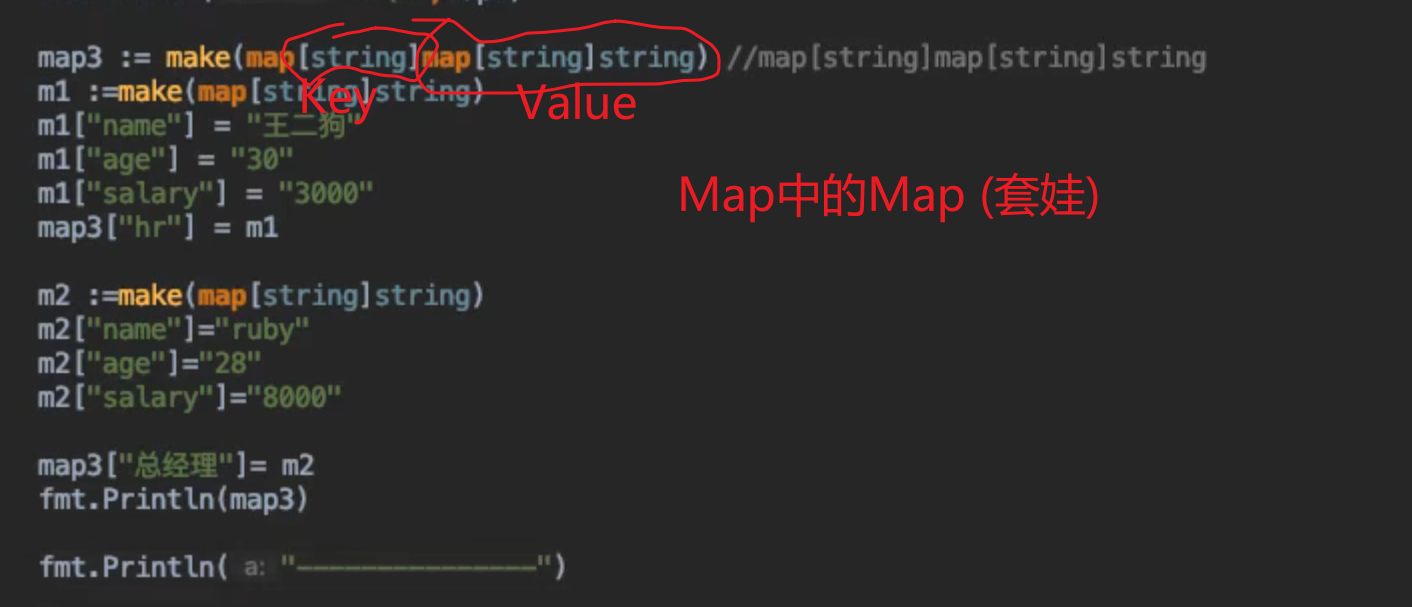 map3 := make(map[string]map[string]string) //map[string]map[string]string
m1 :=make(map[string]string)
Key Value
m1["name"] = "王二狗"
m1["age"] = "30"
Map中的Map (套娃)
m1["salary"] = "3000"
map3["hr"] = m1
m2 :=make(map[string]string)
m2["name"]="ruby"
m2["age"]="28"
m2["salary"]="8000"
map3["总经理"]= m2
fmt.Println(map3)
fmt.Println( a: "———————————————")